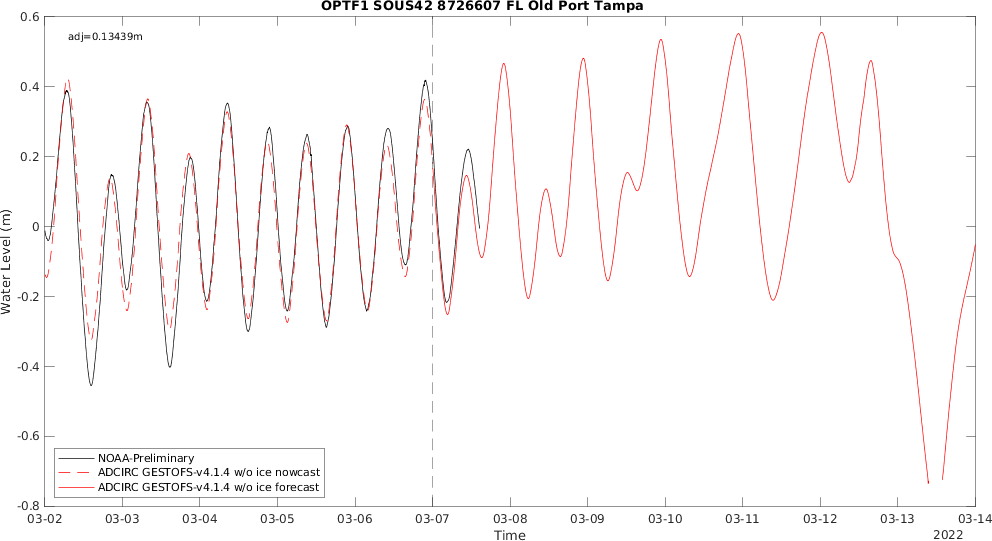 OPTF1 SOUS42 8726607 FL Old Port Tampa
adj=0.13439m
Water Level (m)
0.6
0.4
0.2
0
-0.2
-0.4
-0.6
-0.8
NOAA-Preliminary
ADCIRC GESTOFS-v4.1.4 w/o ice nowcast
ADCIRC GESTOFS-v4.1.4 w/o ice forecast
03-02 03-03 03-04 03-05 03-06 03-07 03-08 03-09 03-10 03-11 03-12 03-13 03-14
Time
2022